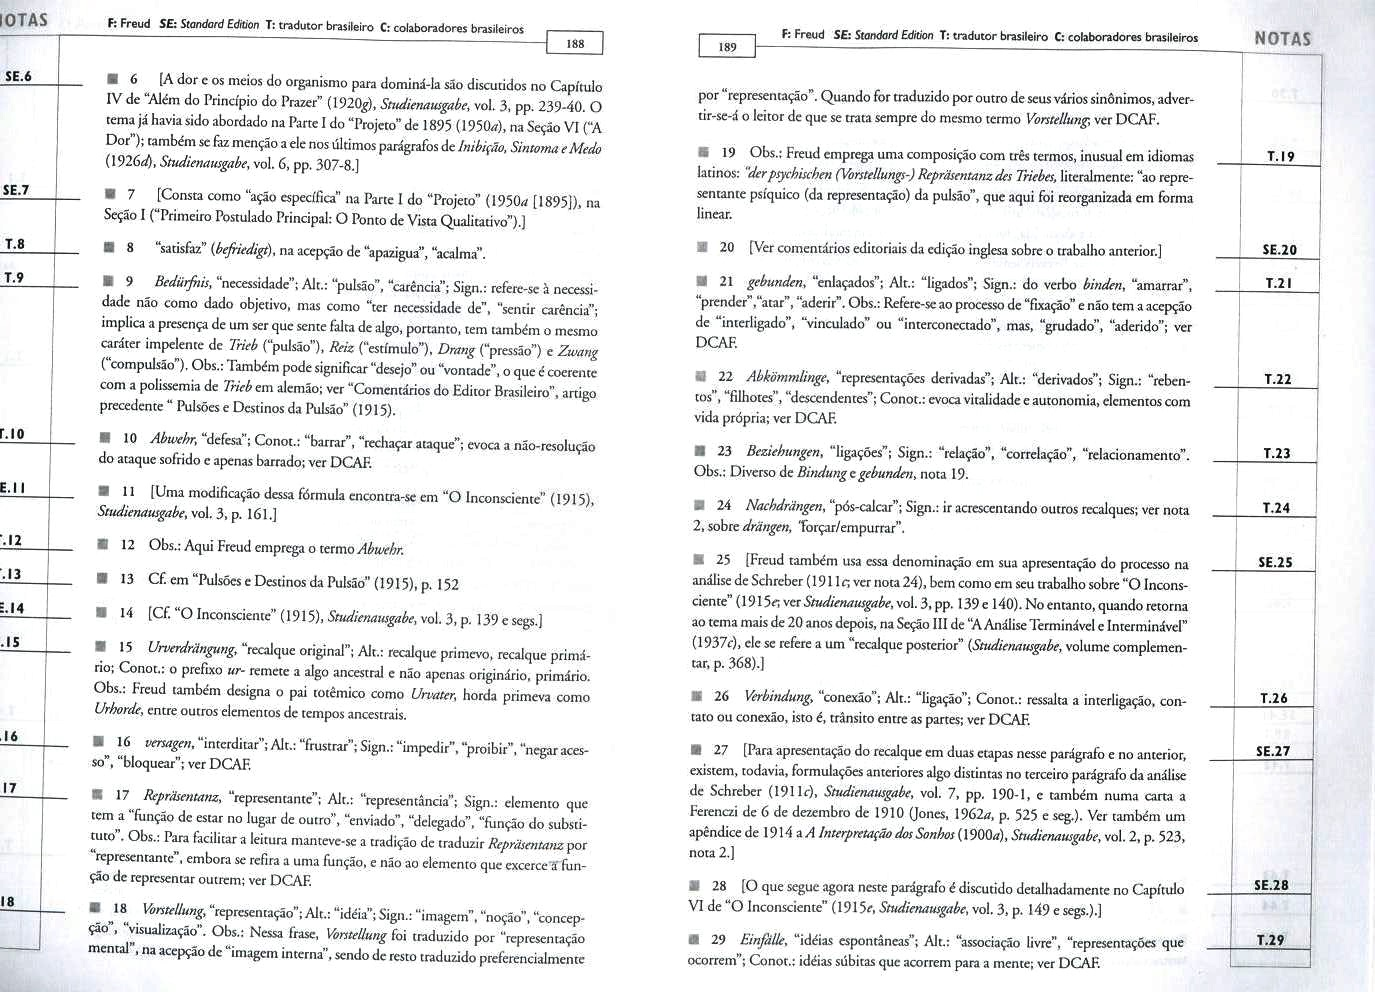 NOTAS
F: Freud SE: Standard Edition T: tradutor brasileiro C: colaboradores brasileiros
188
SE.6
6 [A dor e os meios do organismo para dominá-la são discutidos no Capítulo
IV de “Além do Princípio do Prazer” (1920g), Studienausgabe, vol. 3, pp. 239-40. O
tema já havia sido abordado na Parte I do “Projeto” de 1895 (1950a), na Seção VI (“A
Dor”); também se faz menção a ele nos últimos parágrafos de Inibição, Sintoma e Medo
(1926d), Studienausgabe, vol. 6, pp. 307-8.]
SE.7
7 [Consta como “ação específica” na Parte I do “Projeto” (1950a [1895]), na
Seção I (“Primeiro Postulado Principal: O Ponto de Vista Qualitativo”).]
T.8
8 “satisfaz” (befriedigt), na acepção de “apazigua”, “acalma”.
T.9
9 Bedürfnis, “necessidade”; Alt.: “pulsão”, “carência”; Sign.: refere-se à necessi-
dade não como dado objetivo, mas como “ter necessidade de”, “sentir carência”;
implica a presença de um ser que sente falta de algo, portanto, tem também o mesmo
caráter impelente de Trieb (“pulsão”), Reiz (“estímulo”), Drang (“pressão”) e Zwang
(“compulsão”). Obs.: Também pode significar “desejo” ou “vontade”, o que é coerente
com a polissemia de Trieb em alemão; ver “Comentários do Editor Brasileiro”, artigo
precedente “ Pulsões e Destinos da Pulsão” (1915).
T.10
10 Abwehr, “defesa”; Conot.: “barrar”, “rechaçar ataque”; evoca a não-resolução
do ataque sofrido e apenas barrado; ver DCAF.
E.11
11 [Uma modificação dessa fórmula encontra-se em “O Inconsciente” (1915),
Studienausgabe, vol. 3, p. 161.]
.12
12 Obs.: Aqui Freud emprega o termo Abwehr.
.13
13 Cf. em “Pulsões e Destinos da Pulsão” (1915), p. 152
E.14
14 [Cf. “O Inconsciente” (1915), Studienausgabe, vol. 3, p. 139 e segs.]
.15
15 Urverdrängung, “recalque original”; Alt.: recalque primevo, recalque primá-
rio; Conot.: o prefixo ur- remete a algo ancestral e não apenas originário, primário.
Obs.: Freud também designa o pai totêmico como Urvater, horda primeva como
Urhorde, entre outros elementos de tempos ancestrais.
.16
16 versagen, “interditar”; Alt.: “frustrar”; Sign.: “impedir”, “proibir”, “negar aces-
so”, “bloquear”; ver DCAF.
17
17 Repräsentanz, “representante”; Alt.: “representância”; Sign.: elemento que
tem a “função de estar no lugar de outro”, “enviado”, “delegado”, “função do substi-
tuto”. Obs.: Para facilitar a leitura manteve-se a tradição de traduzir Repräsentanz por
“representante”, embora se refira a uma função, e não ao elemento que excerce a fun-
ção de representar outrem; ver DCAF.
18
18 Vorstellung, “representação”; Alt.: “idéia”; Sign.: “imagem”, “noção”, “concep-
ção”, “visualização”. Obs.: Nessa frase, Vorstellung foi traduzido por “representação
mental”, na acepção de “imagem interna”, sendo de resto traduzido preferencialmente
189
F: Freud SE: Standard Edition T: tradutor brasileiro C: colaboradores brasileiros
NOTAS
por “representação”. Quando for traduzido por outro de seus vários sinônimos, adver-
tir-se-á o leitor de que se trata sempre do mesmo termo Vorstellung; ver DCAF.
19 Obs.: Freud emprega uma composição com três termos, inusual em idiomas
T.19
latinos: “der psychischen (Vorstellungs-) Repräsentanz des Triebes, literalmente: “ao repre-
sentante psíquico (da representação) da pulsão”, que aqui foi reorganizada em forma
linear.
20 [Ver comentários editoriais da edição inglesa sobre o trabalho anterior.]
SE.20
21 gebunden, “enlaçados”; Alt.: “ligados”; Sign.: do verbo binden, “amarrar”,
T.21
“prender”,“atar”, “aderir”. Obs.: Refere-se ao processo de “fixação” e não tem a acepção
de “interligado”, “vinculado” ou “interconectado”, mas, “grudado”, “aderido”; ver
DCAF.
22 Abkömmlinge, “representações derivadas”; Alt.: “derivados”; Sign.: “reben-
T.22
tos”, “filhotes”, “descendentes”; Conot.: evoca vitalidade e autonomia, elementos com
vida própria; ver DCAF.
23 Beziehungen, “ligações”; Sign.: “relação”, “correlação”, “relacionamento”.
T.23
Obs.: Diverso de Bindung e gebunden, nota 19.
24 Nachdrängen, “pós-calcar”; Sign.: ir acrescentando outros recalques; ver nota
T.24
2, sobre drängen, “forçar/empurrar”.
25 [Freud também usa essa denominação em sua apresentação do processo na
SE.25
análise de Schreber (1911c; ver nota 24), bem como em seu trabalho sobre “O Incons-
ciente” (1915e; ver Studienausgabe, vol. 3, pp. 139 e 140). No entanto, quando retorna
ao tema mais de 20 anos depois, na Seção III de “A Análise Terminável e Interminável”
(1937c), ele se refere a um “recalque posterior” (Studienausgabe, volume complemen-
tar, p. 368).]
26 Verbindung, “conexão”; Alt.: “ligação”; Conot.: ressalta a interligação, con-
T.26
tato ou conexão, isto é, trânsito entre as partes; ver DCAF.
27 [Para apresentação do recalque em duas etapas nesse parágrafo e no anterior,
SE.27
existem, todavia, formulações anteriores algo distintas no terceiro parágrafo da análise
de Schreber (1911c), Studienausgabe, vol. 7, pp. 190-1, e também numa carta a
Ferenczi de 6 de dezembro de 1910 (Jones, 1962a, p. 525 e seg.). Ver também um
apêndice de 1914 a A Interpretação dos Sonhos (1900a), Studienausgabe, vol. 2, p. 523,
nota 2.]
28 [O que segue agora neste parágrafo é discutido detalhadamente no Capítulo
SE.28
VI de “O Inconsciente” (1915e, Studienausgabe, vol. 3, p. 149 e segs.).]
29 Einfälle, “idéias espontâneas”; Alt.: “associação livre”, “representações que
T.29
ocorrem”; Conot.: idéias súbitas que acorrem para a mente; ver DCAF.